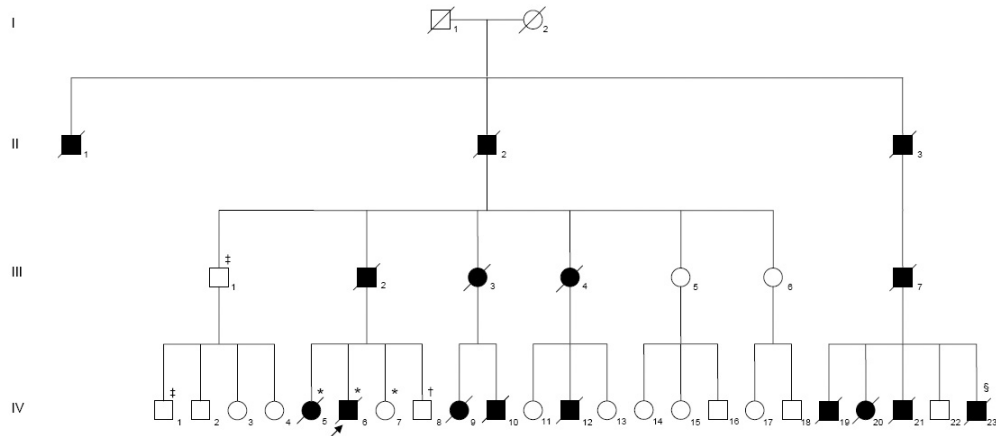 I 1 2
II 1 2 3
‡
III 1 2 3 4 5 6 7
‡ * * * † §
IV 1 2 3 4 5 6 7 8 9 10 11 12 13 14 15 16 17 18 19 20 21 22 23